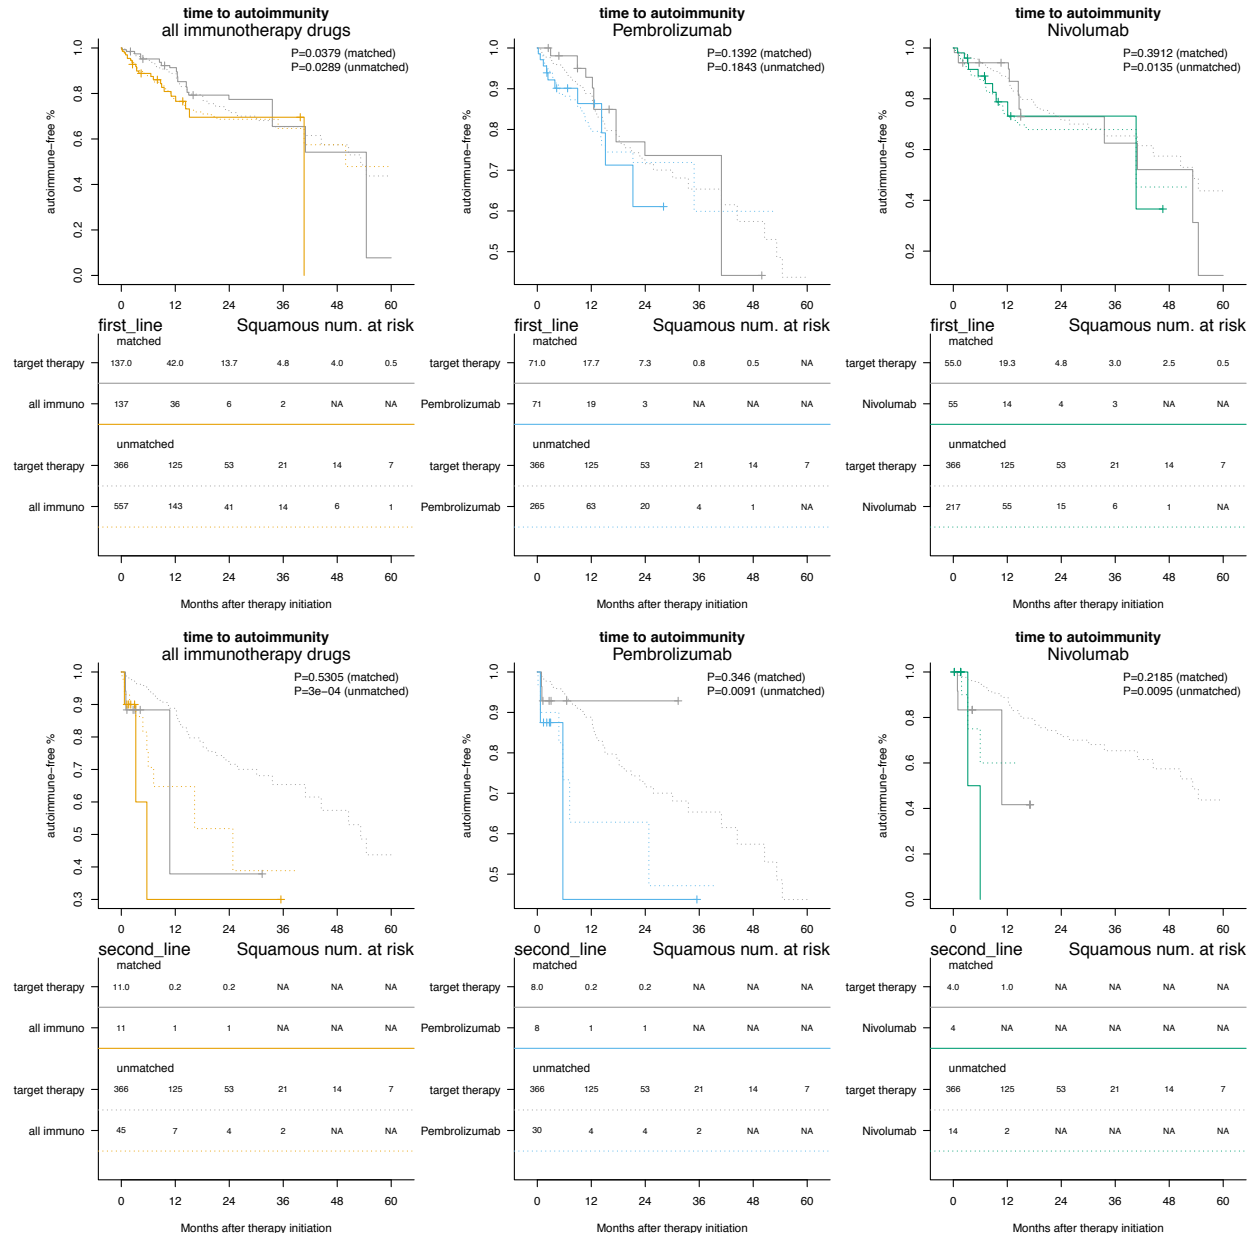 time to autoimmunity
all immunotherapy drugs
P=0.0379 (matched)
P=0.0289 (unmatched)
autoimmune−free %
1.0
0.8
0.6
0.4
0.2
0.0
0 12 24 36 48 60
first_line Squamous num. at risk
matched
target therapy 137.0 42.0 13.7 4.8 4.0 0.5
all immuno 137 36 6 2 NA NA
unmatched
target therapy 366 125 53 21 14 7
all immuno 557 143 41 14 6 1
0 12 24 36 48 60
Months after therapy initiation
time to autoimmunity
Pembrolizumab
P=0.1392 (matched)
P=0.1843 (unmatched)
autoimmune−free %
1.0
0.9
0.8
0.7
0.6
0.5
0 12 24 36 48 60
first_line Squamous num. at risk
matched
target therapy 71.0 17.7 7.3 0.8 0.5 NA
Pembrolizumab 71 19 3 NA NA NA
unmatched
target therapy 366 125 53 21 14 7
Pembrolizumab 265 63 20 4 1 NA
0 12 24 36 48 60
Months after therapy initiation
time to autoimmunity
Nivolumab
P=0.3912 (matched)
P=0.0135 (unmatched)
autoimmune−free %
1.0
0.8
0.6
0.4
0.2
0 12 24 36 48 60
first_line Squamous num. at risk
matched
target therapy 55.0 19.3 4.8 3.0 2.5 0.5
Nivolumab 55 14 4 3 NA NA
unmatched
target therapy 366 125 53 21 14 7
Nivolumab 217 55 15 6 1 NA
0 12 24 36 48 60
Months after therapy initiation
time to autoimmunity
all immunotherapy drugs
P=0.5305 (matched)
P=3e−04 (unmatched)
autoimmune−free %
1.0
0.9
0.8
0.7
0.6
0.5
0.4
0.3
0 12 24 36 48 60
second_line Squamous num. at risk
matched
target therapy 11.0 0.2 0.2 NA NA NA
all immuno 11 1 1 NA NA NA
unmatched
target therapy 366 125 53 21 14 7
all immuno 45 7 4 2 NA NA
0 12 24 36 48 60
Months after therapy initiation
time to autoimmunity
Pembrolizumab
P=0.346 (matched)
P=0.0091 (unmatched)
autoimmune−free %
1.0
0.9
0.8
0.7
0.6
0.5
0 12 24 36 48 60
second_line Squamous num. at risk
matched
target therapy 8.0 0.2 0.2 NA NA NA
Pembrolizumab 8 1 1 NA NA NA
unmatched
target therapy 366 125 53 21 14 7
Pembrolizumab 30 4 4 2 NA NA
0 12 24 36 48 60
Months after therapy initiation
time to autoimmunity
Nivolumab
P=0.2185 (matched)
P=0.0095 (unmatched)
autoimmune−free %
1.0
0.8
0.6
0.4
0.2
0.0
0 12 24 36 48 60
second_line Squamous num. at risk
matched
target therapy 4.0 1.0 NA NA NA NA
Nivolumab 4 NA NA NA NA NA
unmatched
target therapy 366 125 53 21 14 7
Nivolumab 14 2 NA NA NA NA
0 12 24 36 48 60
Months after therapy initiation